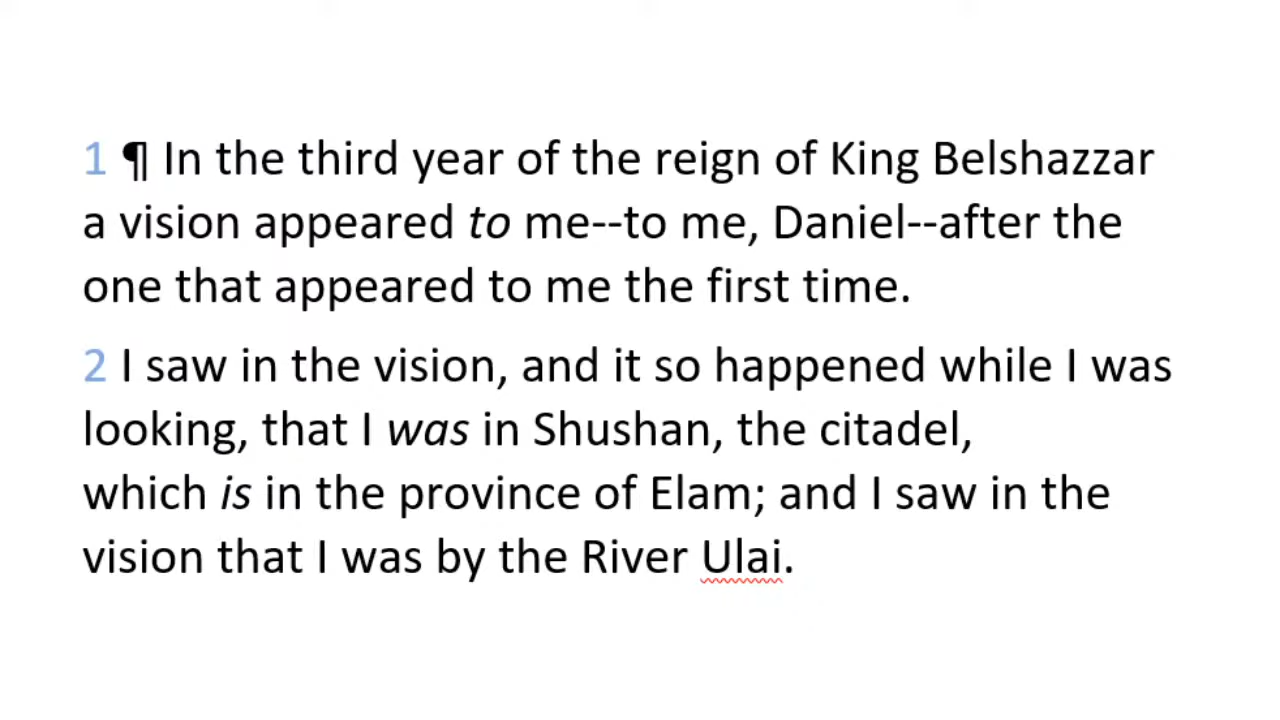 1 ¶ In the third year of the reign of King Belshazzar
a vision appeared to me--to me, Daniel--after the
one that appeared to me the first time.
2 I saw in the vision, and it so happened while I was
looking, that I was in Shushan, the citadel,
which is in the province of Elam; and I saw in the
vision that I was by the River Ulai.